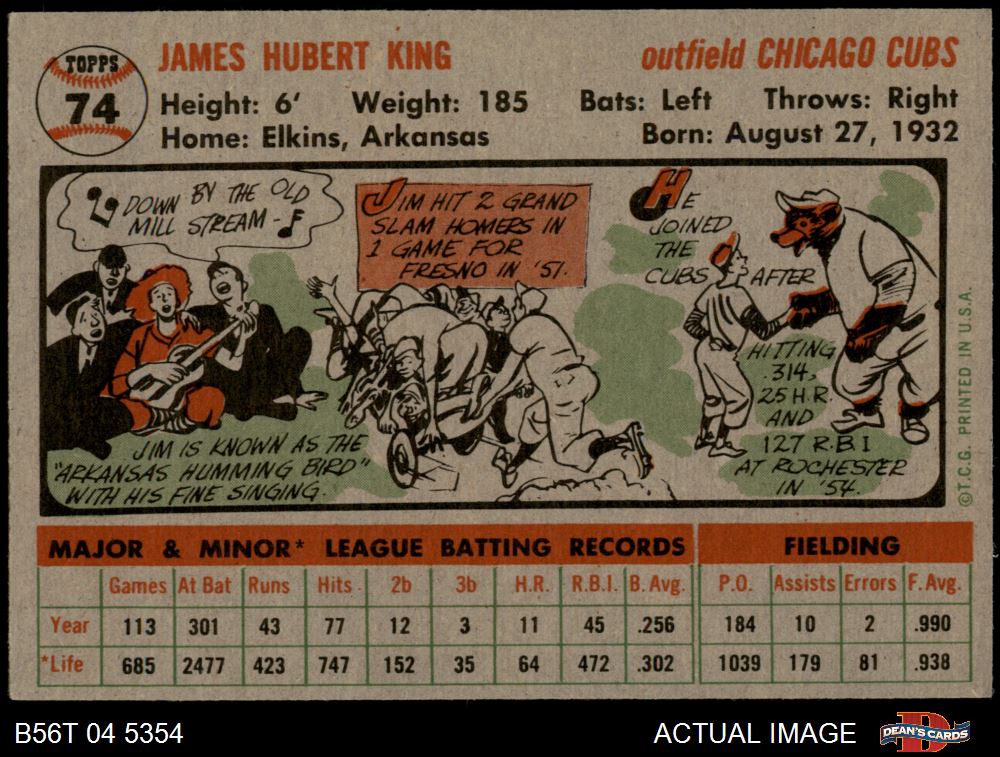 TOPPS
74
JAMES HUBERT KING
outfield CHICAGO CUBS
Height: 6' Weight: 185 Bats: Left Throws: Right
Home: Elkins, Arkansas Born: August 27, 1932
DOWN BY THE OLD
MILL STREAM -
JIM IS KNOWN AS THE
"ARKANSAS HUMMING BIRD"
WITH HIS FINE SINGING.
JIM HIT 2 GRAND
SLAM HOMERS IN
1 GAME FOR
FRESNO IN '51.
HE
JOINED
THE
CUBS AFTER
HITTING
.314,
25 H.R.
AND
127 R.B.I
AT ROCHESTER
IN '54.
©T.C.G. PRINTED IN U.S.A.
MAJOR & MINOR* LEAGUE BATTING RECORDS FIELDING
Games At Bat Runs Hits 2b 3b H.R. R.B.I. B. Avg. P.O. Assists Errors F. Avg.
Year 113 301 43 77 12 3 11 45 .256 184 10 2 .990
*Life 685 2477 423 747 152 35 64 472 .302 1039 179 81 .938
B56T 04 5354 ACTUAL IMAGE
D
DEAN'S CARDS